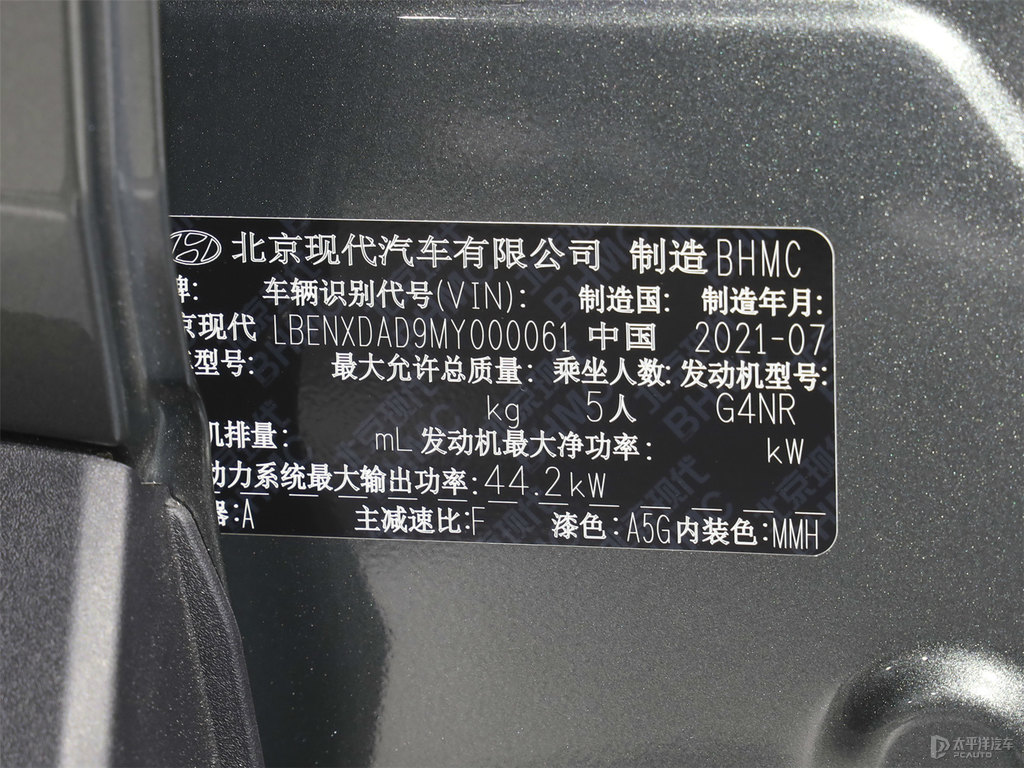 北京现代汽车有限公司 制造 BHMC
牌: 车辆识别代号(VIN): 制造国: 制造年月:
京现代 LBENXDAD9MY000061 中国 2021-07
型号: 最大允许总质量: 乘坐人数: 发动机型号:
kg 5人 G4NR
机排量: mL 发动机最大净功率: kW
动力系统最大输出功率:44.2kW
器:A 主减速比:F 漆色:A5G 内装色:MMH
太平洋汽车
PCAUTO